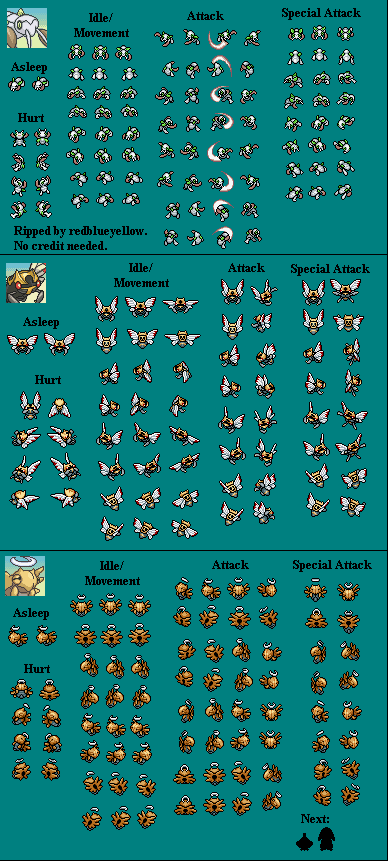 Idle/
Movement
Attack
Special Attack
Asleep
Hurt
Ripped by redblueyellow.
No credit needed.
Idle/
Movement
Attack
Special Attack
Asleep
Hurt
Idle/
Movement
Attack
Special Attack
Asleep
Hurt
Next: